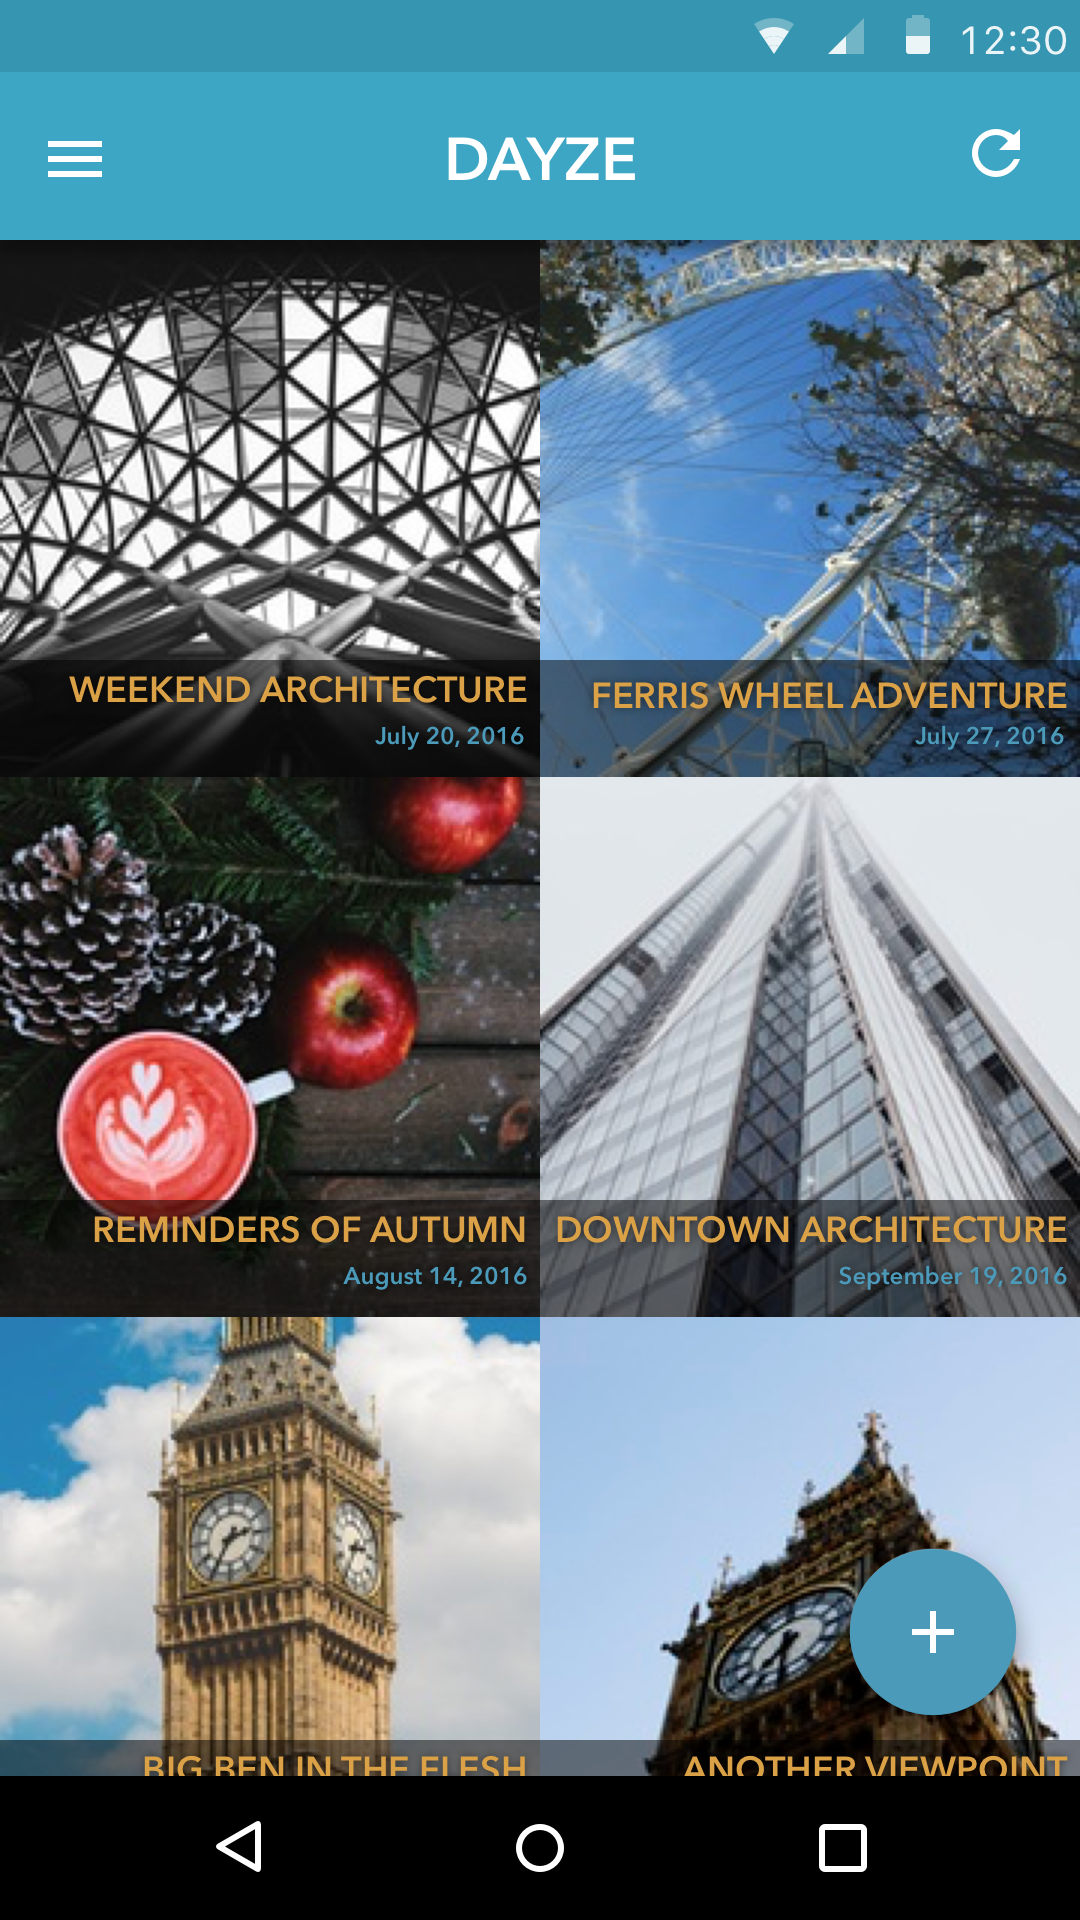 12:30
DAYZE
WEEKEND ARCHITECTURE
July 20, 2016
FERRIS WHEEL ADVENTURE
July 27, 2016
REMINDERS OF AUTUMN
August 14, 2016
DOWNTOWN ARCHITECTURE
September 19, 2016
BIG BEN IN THE FLESH
ANOTHER VIEWPOINT